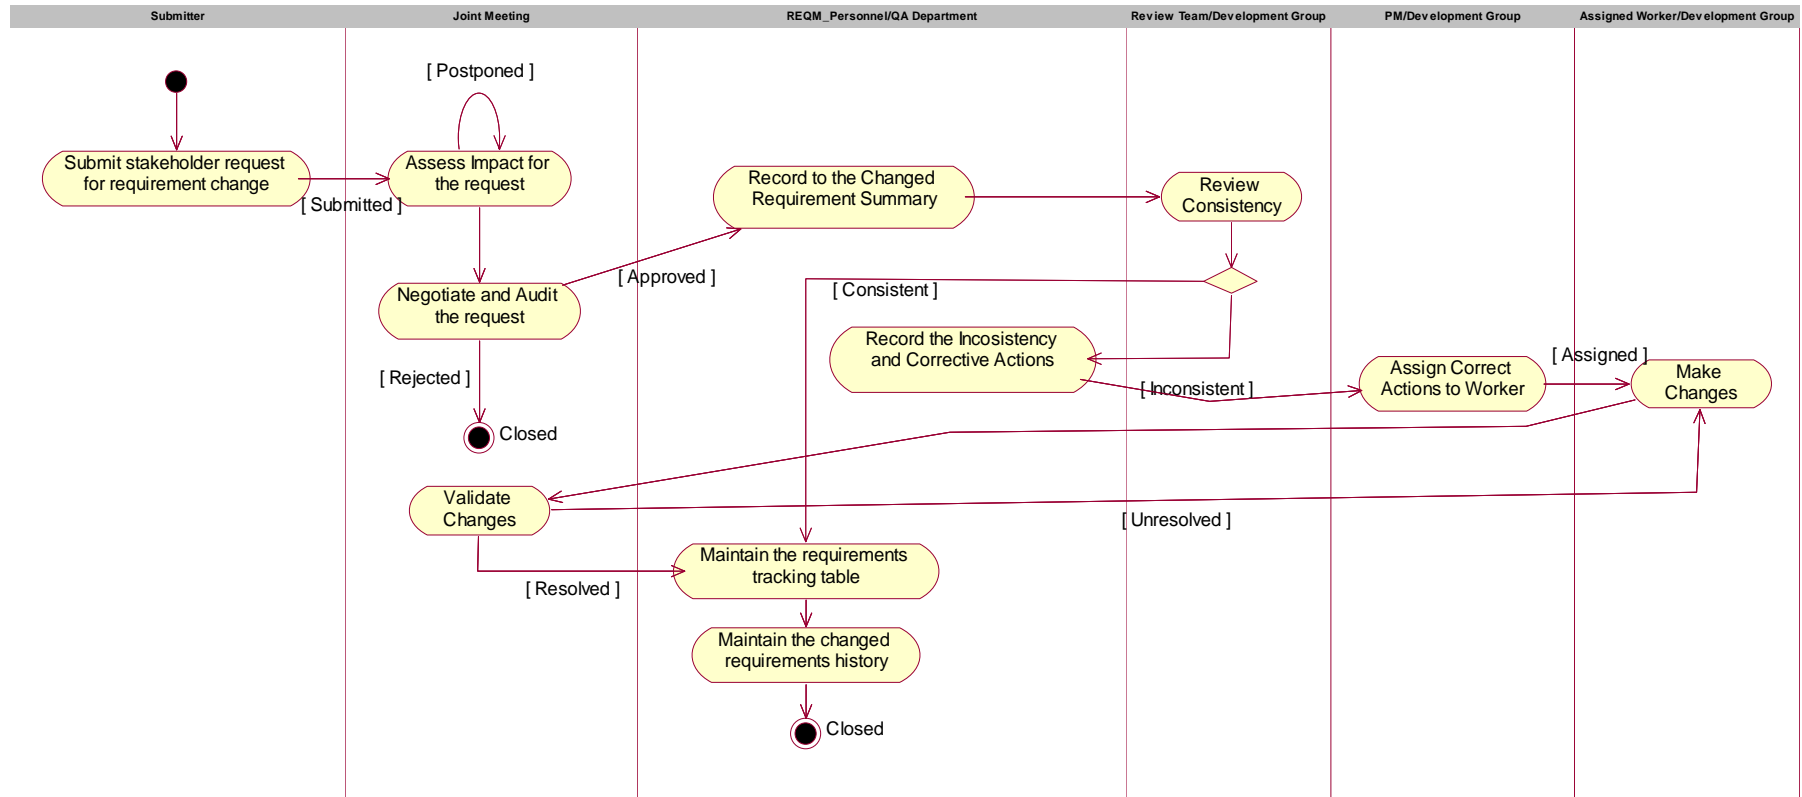 Submitter
Joint Meeting
REQM_Personnel/QA Department
Review Team/Development Group
PM/Development Group
Assigned Worker/Development Group
[ Postponed ]
Submit stakeholder request
for requirement change
[ Submitted ]
Assess Impact for
the request
Record to the Changed
Requirement Summary
Review
Consistency
[ Approved ]
[ Consistent ]
Negotiate and Audit
the request
Record the Incosistency
and Corrective Actions
[ Rejected ]
[ Inconsistent ]
Assign Correct
Actions to Worker
[ Assigned ]
Make
Changes
Closed
Validate
Changes
[ Unresolved ]
[ Resolved ]
Maintain the requirements
tracking table
Maintain the changed
requirements history
Closed